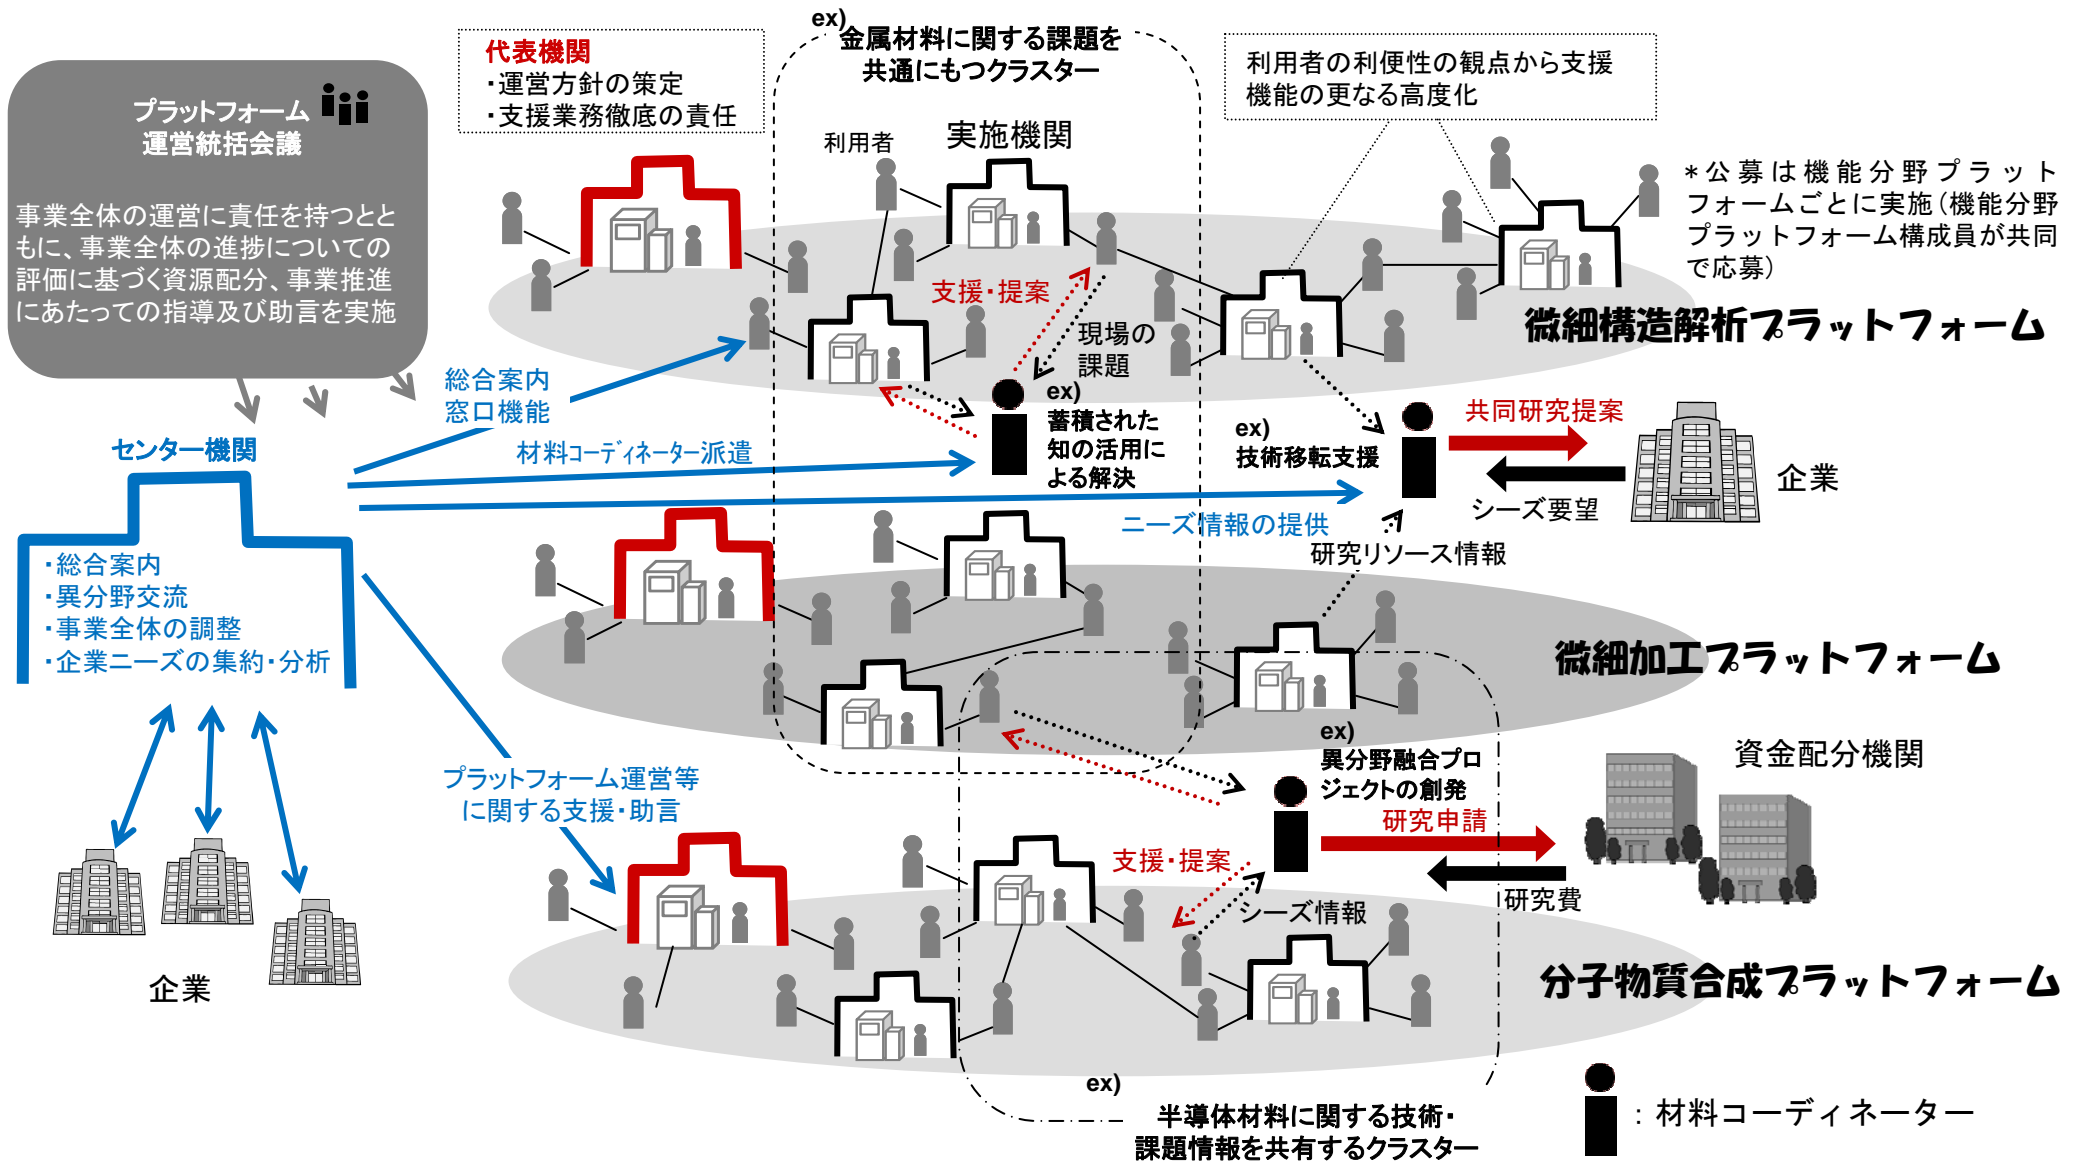 プラットフォーム
運営統括会議
事業全体の運営に責任を持つとと
もに、事業全体の進捗についての
評価に基づく資源配分、事業推進
にあたっての指導及び助言を実施
代表機関
・運営方針の策定
・支援業務徹底の責任
ex)
金属材料に関する課題を
共通にもつクラスター
利用者の利便性の観点から支援
機能の更なる高度化
利用者
実施機関
*公募は機能分野プラット
フォームごとに実施(機能分野
プラットフォーム構成員が共同
で応募)
支援・提案
現場の
課題
微細構造解析プラットフォーム
総合案内
窓口機能
材料コーディネーター派遣
ex)
蓄積された
知の活用に
よる解決
ex)
技術移転支援
共同研究提案
シーズ要望
企業
ニーズ情報の提供
研究リソース情報
センター機関
・総合案内
・異分野交流
・事業全体の調整
・企業ニーズの集約・分析
微細加工プラットフォーム
プラットフォーム運営等
に関する支援・助言
ex)
異分野融合プロ
ジェクトの創発
研究申請
研究費
資金配分機関
支援・提案
シーズ情報
企業
分子物質合成プラットフォーム
ex)
半導体材料に関する技術・
課題情報を共有するクラスター
：材料コーディネーター